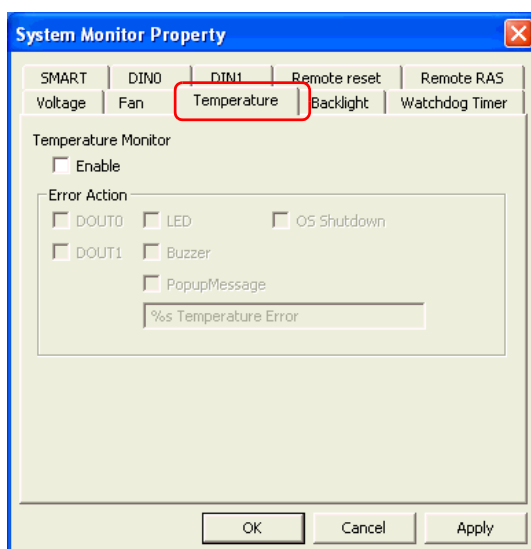 System Monitor Property
SMART DIN0 DIN1 Remote reset Remote RAS
Voltage Fan Temperature Backlight Watchdog Timer
Temperature Monitor
Enable
Error Action
DOUT0 LED OS Shutdown
DOUT1 Buzzer
PopupMessage
%s Temperature Error
OK Cancel Apply